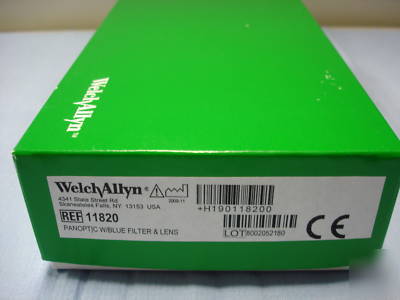 WelchAllyn™
WelchAllyn®
4341 State Street Rd
Skaneateles Falls, NY 13153 USA
2009-11
+H190118200
REF 11820
PANOPTIC W/BLUE FILTER & LENS
LOT 8002052180
CE